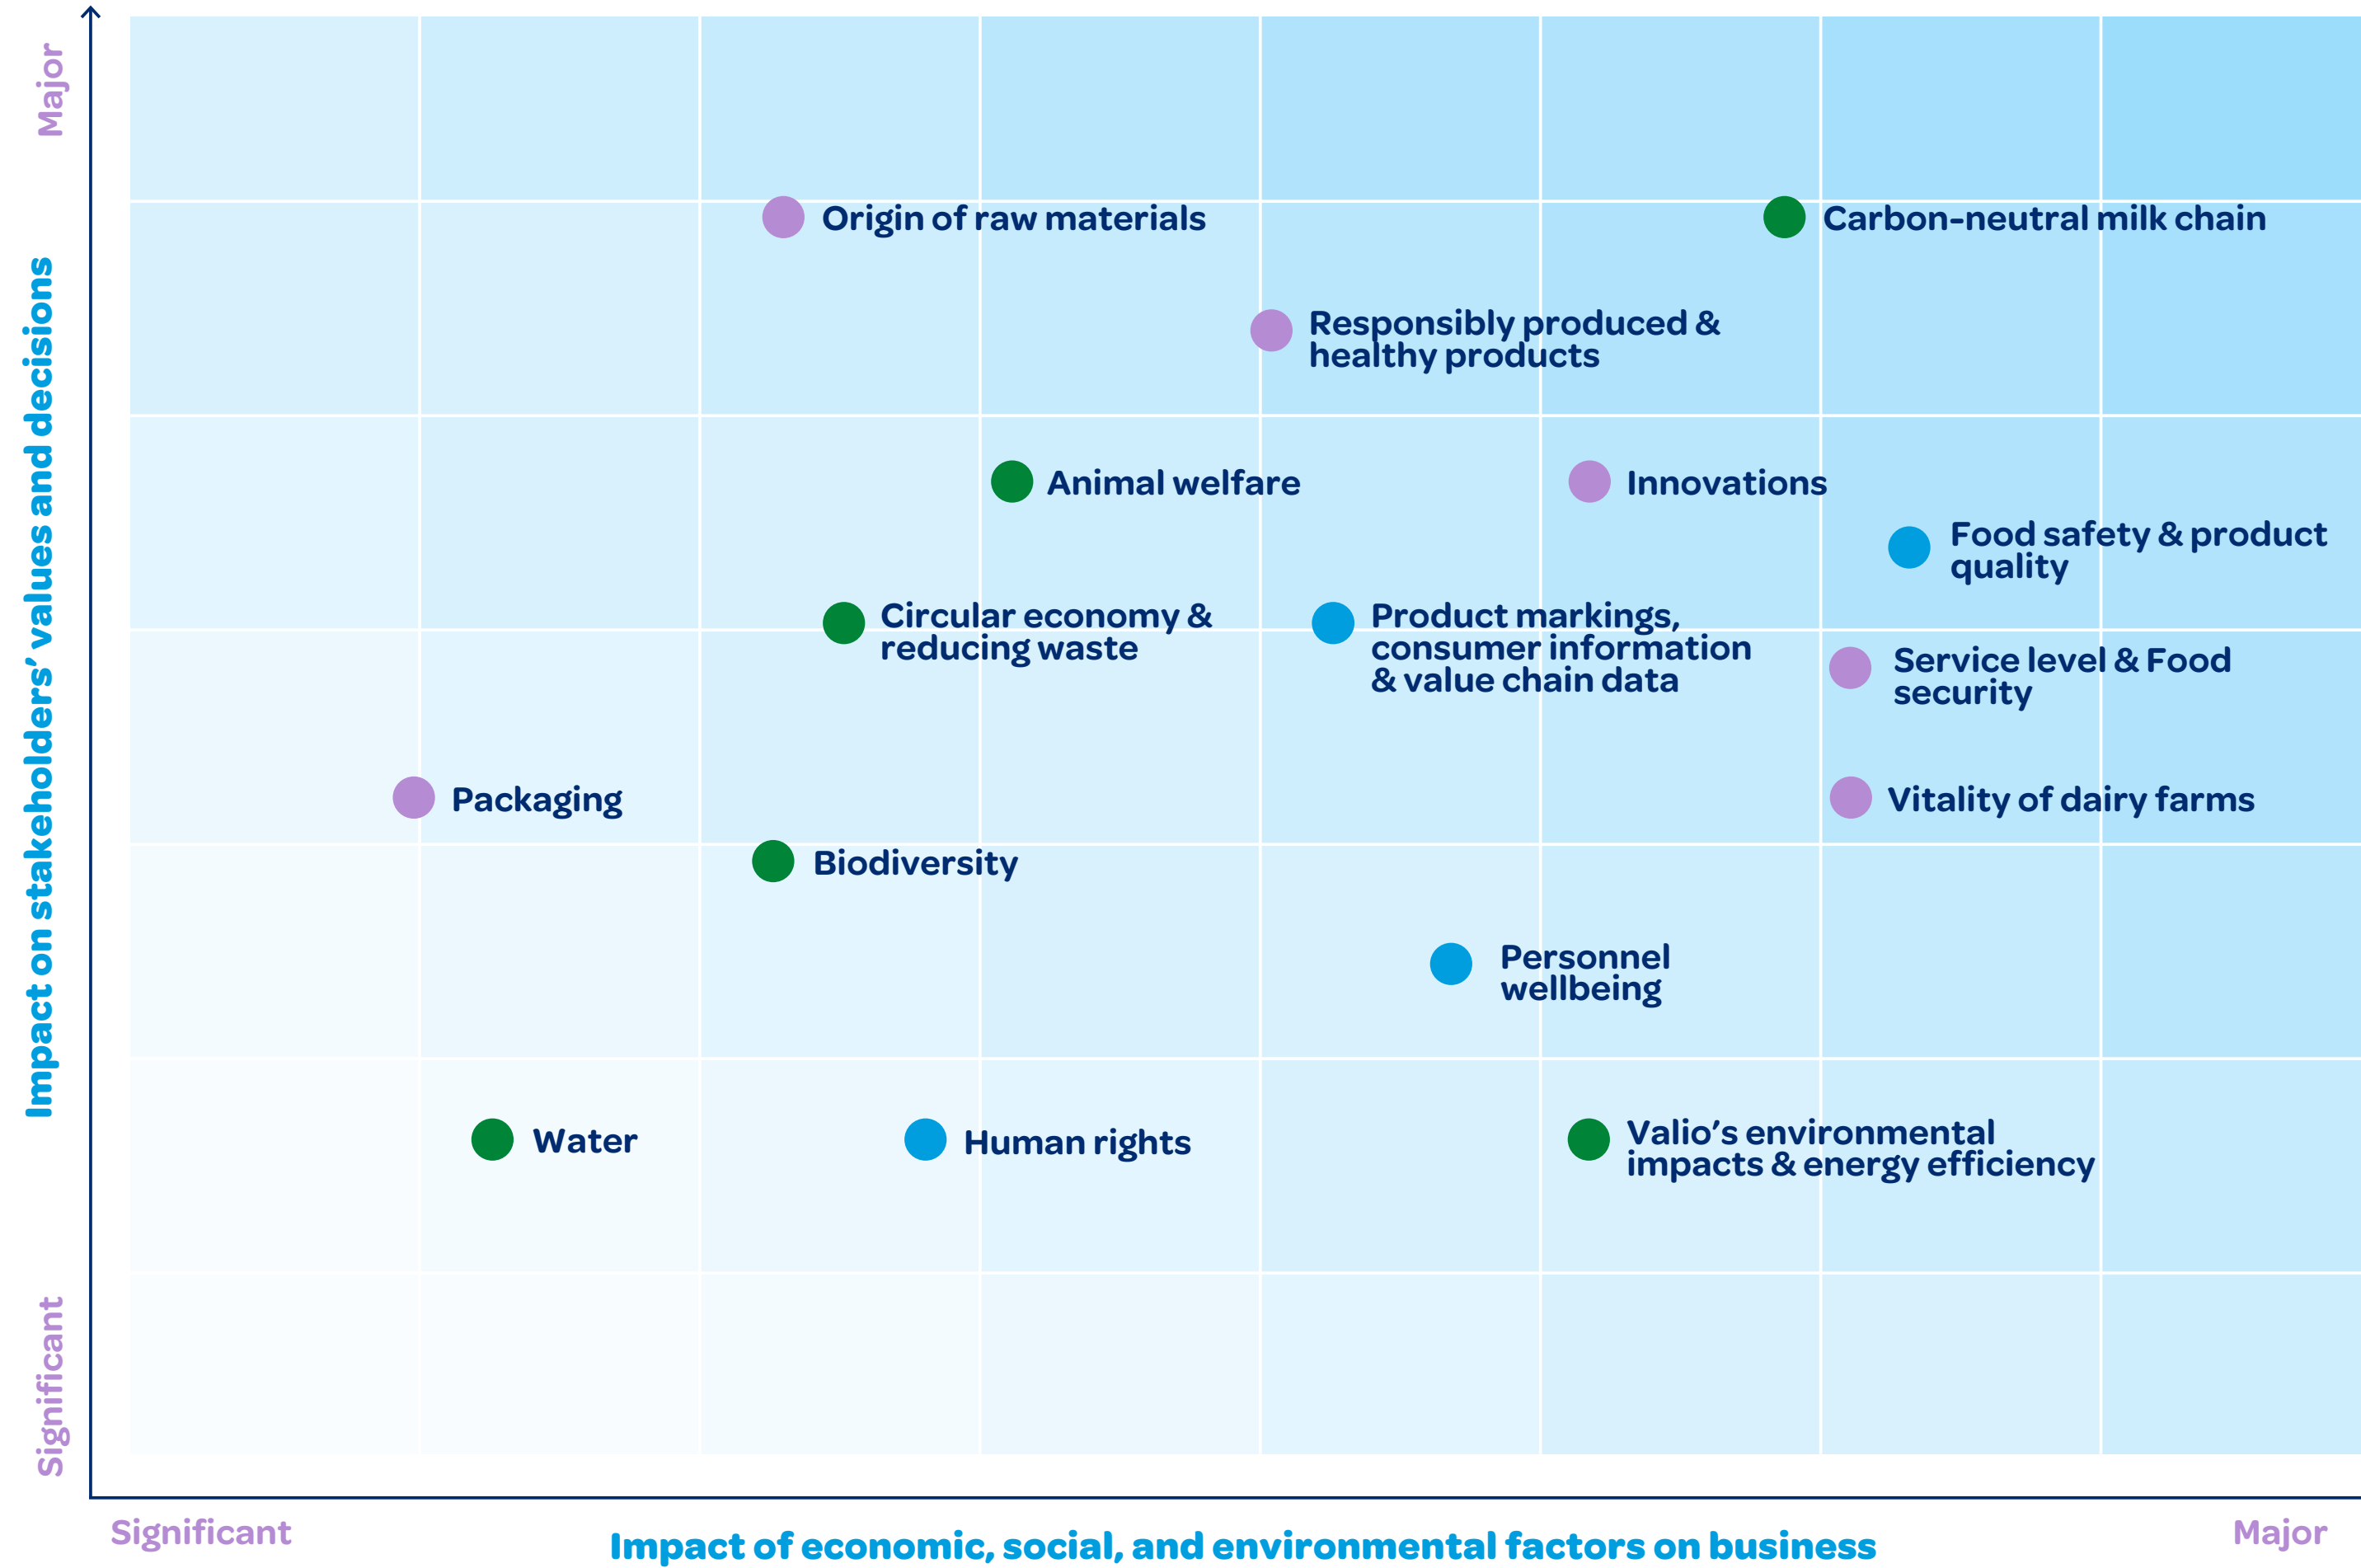 Major
Impact on stakeholders’ values and decisions
Significant
Origin of raw materials
Carbon-neutral milk chain
Responsibly produced &
healthy products
Animal welfare
Innovations
Food safety & product
quality
Circular economy &
reducing waste
Product markings,
consumer information
& value chain data
Service level & Food
security
Packaging
Vitality of dairy farms
Biodiversity
Personnel
wellbeing
Water
Human rights
Valio’s environmental
impacts & energy efficiency
Significant
Impact of economic, social, and environmental factors on business
Major